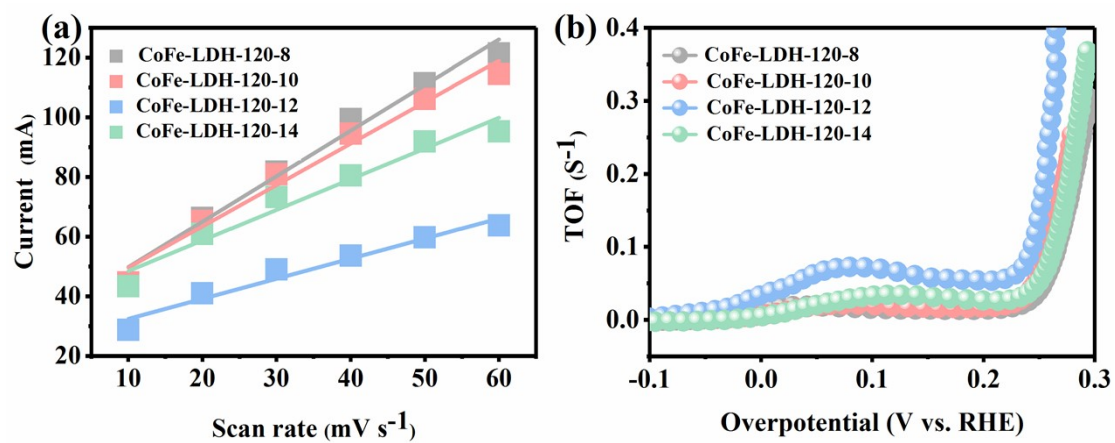 (a)
CoFe-LDH-120-8
CoFe-LDH-120-10
CoFe-LDH-120-12
CoFe-LDH-120-14
120
100
80
60
40
20
Current (mA)
10 20 30 40 50 60
Scan rate (mV s-1)
(b)
CoFe-LDH-120-8
CoFe-LDH-120-10
CoFe-LDH-120-12
CoFe-LDH-120-14
0.4
0.3
0.2
0.1
0.0
TOF (S-1)
-0.1 0.0 0.1 0.2 0.3
Overpotential (V vs. RHE)